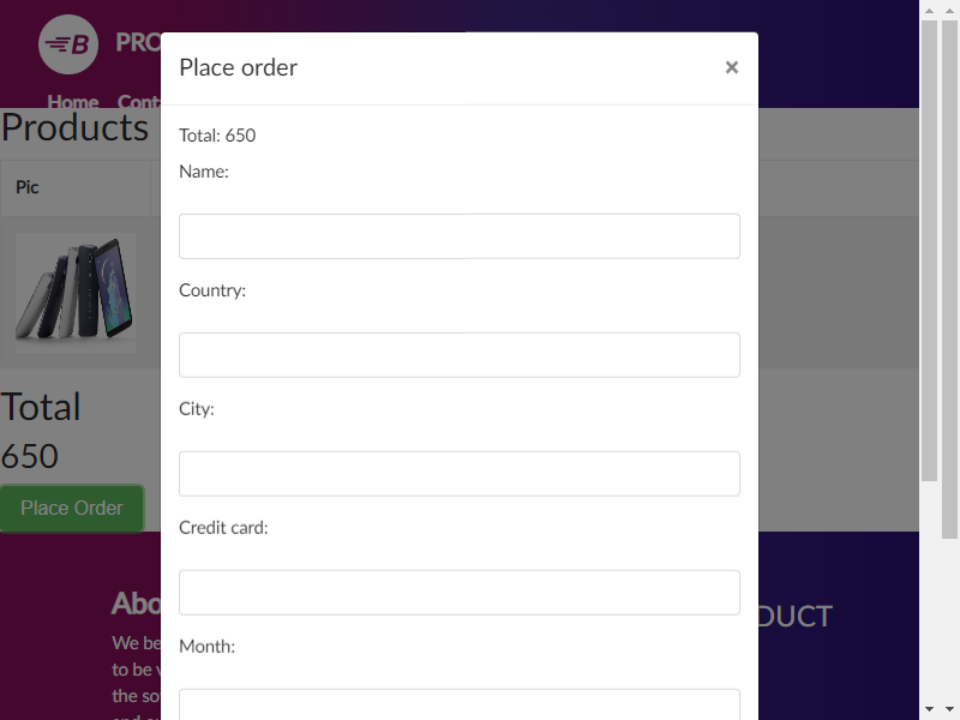 B
PRO
Home Cont
Products
Pic
Total
650
Place Order
Place order
×
Total: 650
Name:
Country:
City:
Credit card:
Month:
Abo
We be
to be v
the so
DUCT